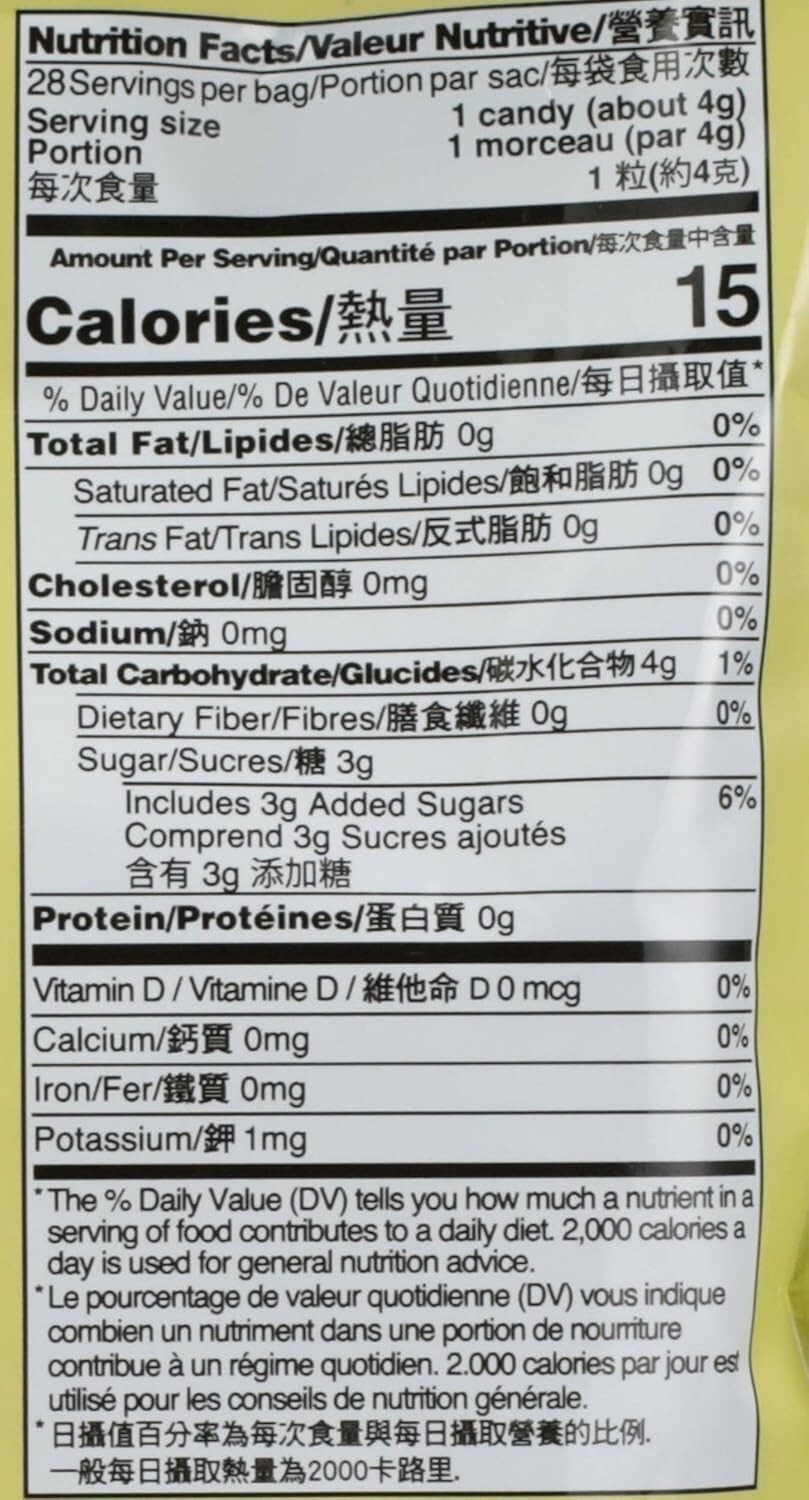 Nutrition Facts/Valeur Nutritive/營養實訊
28Servings per bag/Portion par sac/每袋食用次數
Serving size 1 candy (about 4g)
Portion 1 morceau (par 4g)
每次食量 1 粒(約4克)
Amount Per Serving/Quantité par Portion/每次食量中含量
Calories/熱量 15
% Daily Value/% De Valeur Quotidienne/每日攝取值*
Total Fat/Lipides/總脂肪 0g 0%
Saturated Fat/Saturés Lipides/飽和脂肪 0g 0%
Trans Fat/Trans Lipides/反式脂肪 0g 0%
Cholesterol/膽固醇 0mg 0%
Sodium/鈉 0mg 0%
Total Carbohydrate/Glucides/碳水化合物 4g 1%
Dietary Fiber/Fibres/膳食纖維 0g 0%
Sugar/Sucres/糖 3g
Includes 3g Added Sugars 6%
Comprend 3g Sucres ajoutés
含有 3g 添加糖
Protein/Protéines/蛋白質 0g
Vitamin D / Vitamine D / 維他命 D 0 mcg 0%
Calcium/鈣質 0mg 0%
Iron/Fer/鐵質 0mg 0%
Potassium/鉀 1mg 0%
*The % Daily Value (DV) tells you how much a nutrient in a
serving of food contributes to a daily diet. 2,000 calories a
day is used for general nutrition advice.
*Le pourcentage de valeur quotidienne (DV) vous indique
combien un nutriment dans une portion de nourriture
contribue à un régime quotidien. 2.000 calories par jour est
utilisé pour les conseils de nutrition générale.
*日攝值百分率為每次食量與每日攝取營養的比例.
一般每日攝取熱量為2000卡路里.